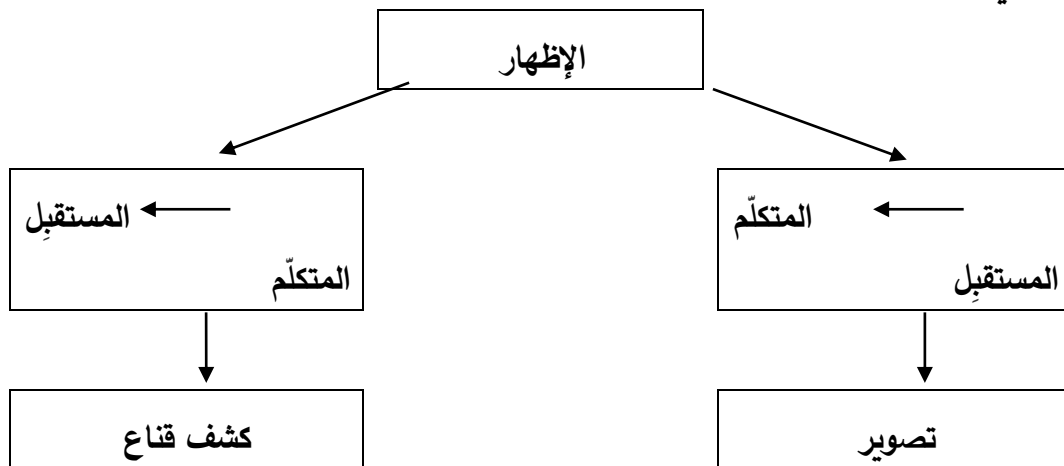 الإظهار
المتكلّم
المستقبِل
المستقبِل
المتكلّم
تصوير
كشف قناع